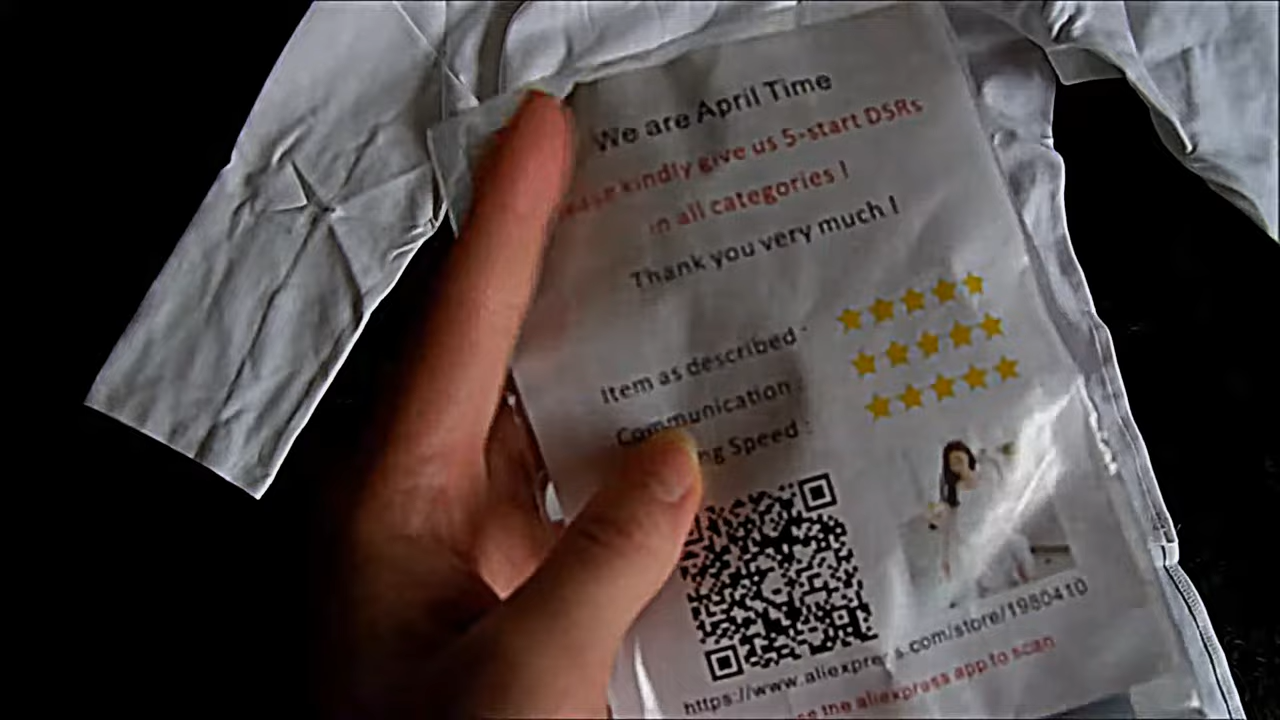 We are April Time
kindly give us 5-start DSRs
in all categories !
Thank you very much !
Item as described :
Communication :
Speed :
https://www.aliexpress.com/store/1980410
the aliexpress app to scan